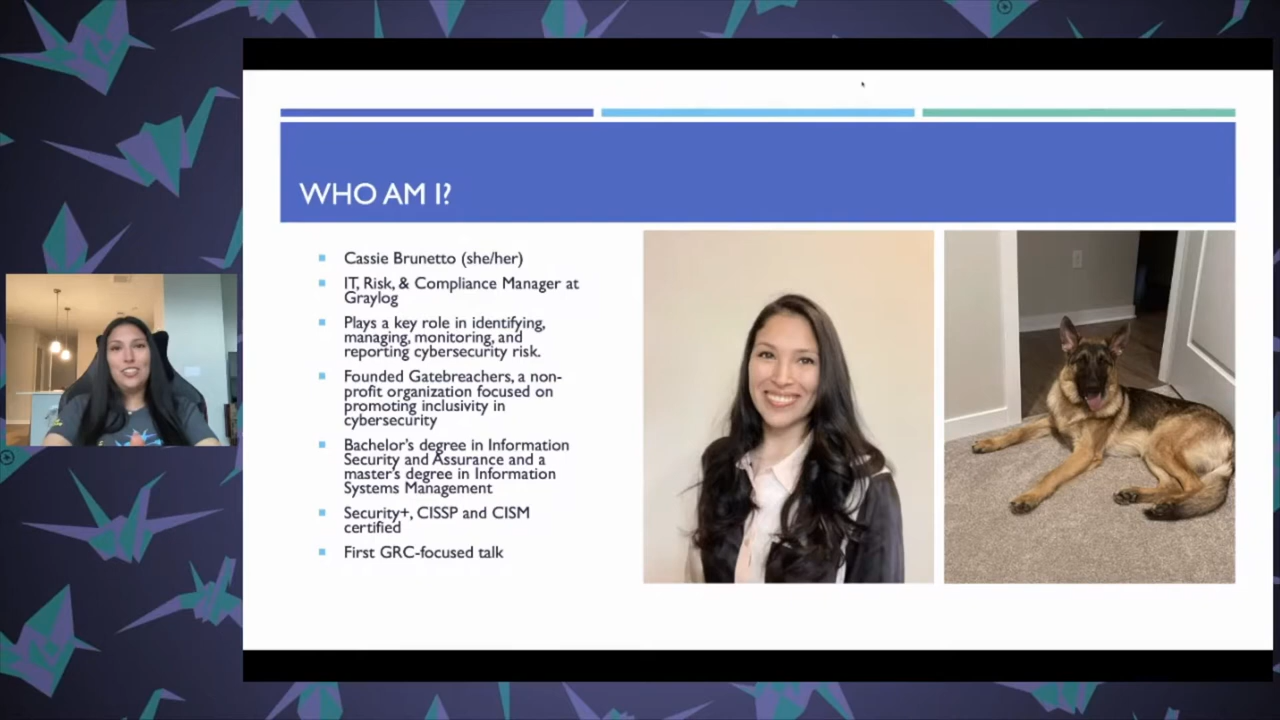 WHO AM I?
Cassie Brunetto (she/her)
IT, Risk, & Compliance Manager at
Graylog
Plays a key role in identifying,
managing, monitoring, and
reporting cybersecurity risk.
Founded Gatebreachers, a non-
profit organization focused on
promoting inclusivity in
cybersecurity
Bachelor's degree in Information
Security and Assurance and a
master's degree in Information
Systems Management
Security+, CISSP and CISM
certified
First GRC-focused talk